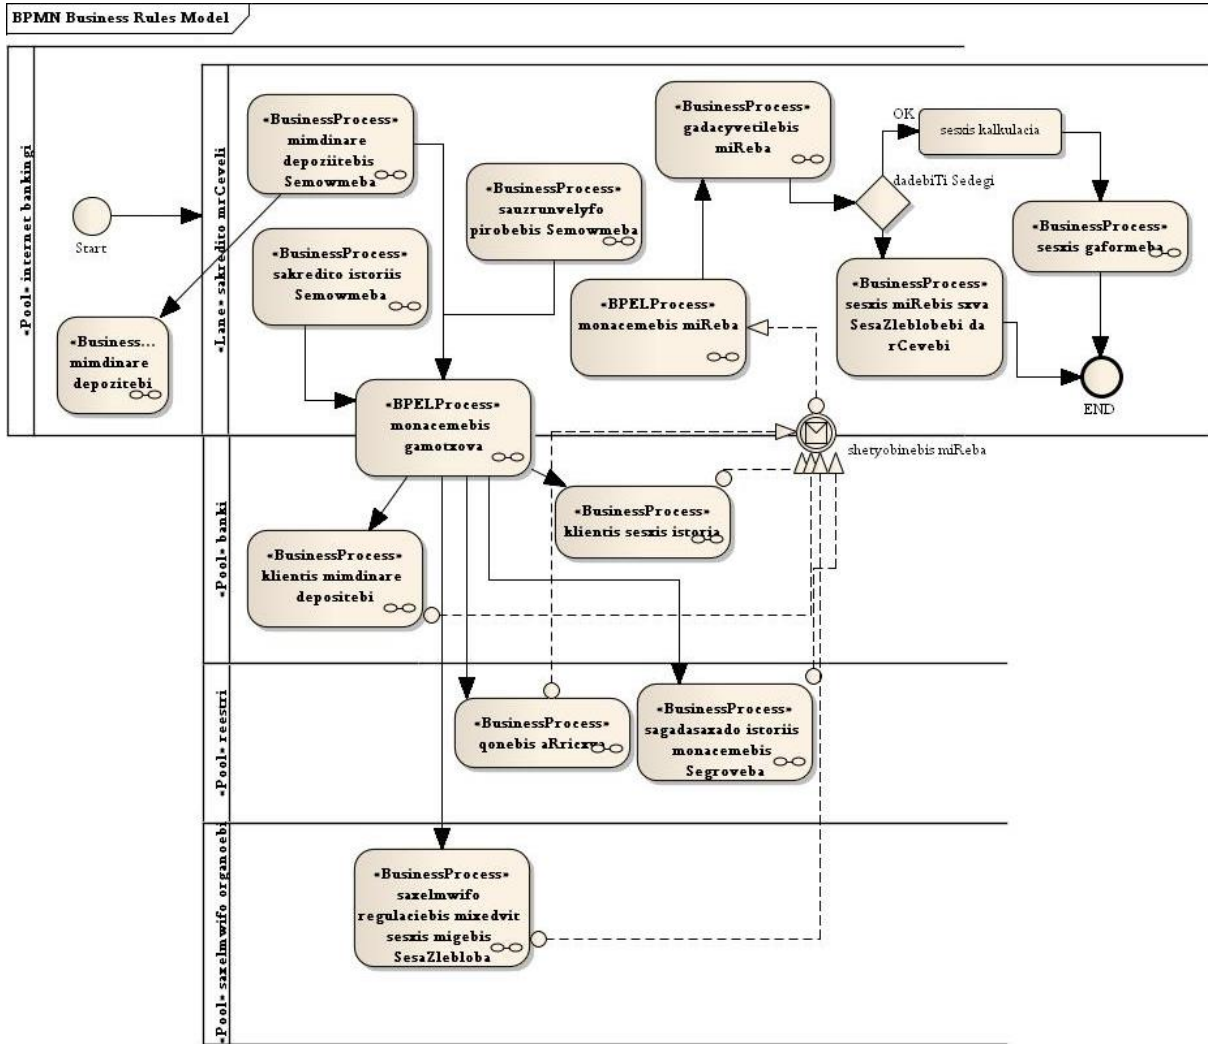 BPMN Business Rules Model
«Pool» internet bankingi
«Lane» sakredito mrCeveli
Start
«Business...
mimdinare
depozitebi
«BusinessProcess»
mimdinare
depoziitebis
Semowmeba
«BusinessProcess»
sakredito istoriis
Semowmeba
«BusinessProcess»
sauzrunvelyfo
pirobebis Semowmeba
«BusinessProcess»
gadacyvetilebis
miReba
«BPELProcess»
monacemebis miReba
OK
sesxis kalkulacia
dadebiTi Sedegi
«BusinessProcess»
sesxis gaformeba
«BusinessProcess»
sesxis miRebis sxva
SesaZleblobebi da
rCevebi
END
«BPELProcess»
monacemebis
gamotxova
shetyobinebis miReba
«Pool» banki
«BusinessProcess»
klientis sesxis istoria
«BusinessProcess»
klientis mimdinare
depositebi
«Pool» reestri
«BusinessProcess»
qonebis aRricxva
«BusinessProcess»
sagadasaxado istoriis
monacemebis
Segroveba
«Pool» saxelmwifo organoebi
«BusinessProcess»
saxelmwifo
regulaciebis mixedvit
sesxis migebis
SesaZlebloba